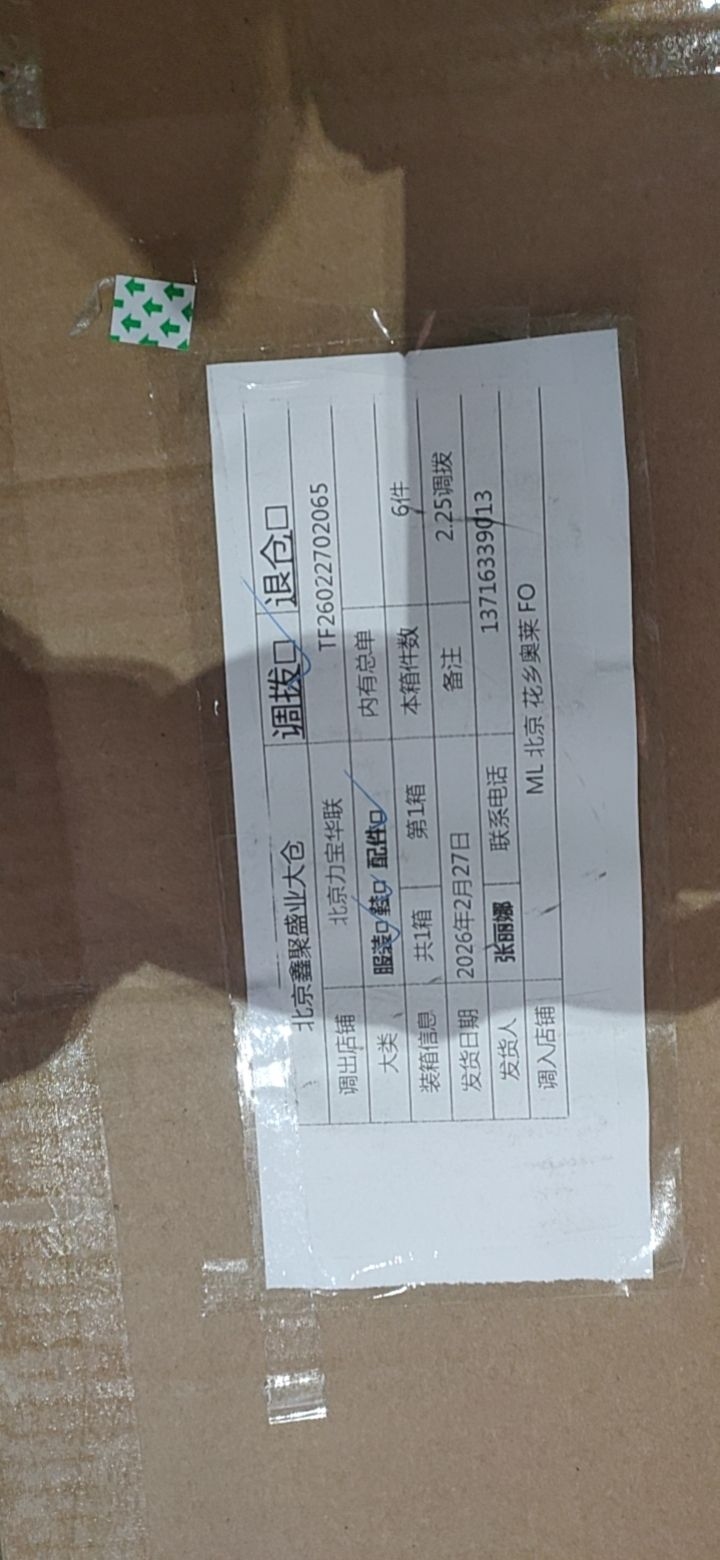 北京鑫聚盛业大仓 调拨口 退仓口
调出店铺 北京力宝华联 TF26022702065
大类 服装口鞋口 配件口 内有总单
装箱信息 共1箱 第1箱 本箱件数 6件
发货日期 2026年2月27日 备注 2.25调拨
发货人 张丽娜 联系电话 13716339013
调入店铺 ML 北京 花乡奥莱 FO